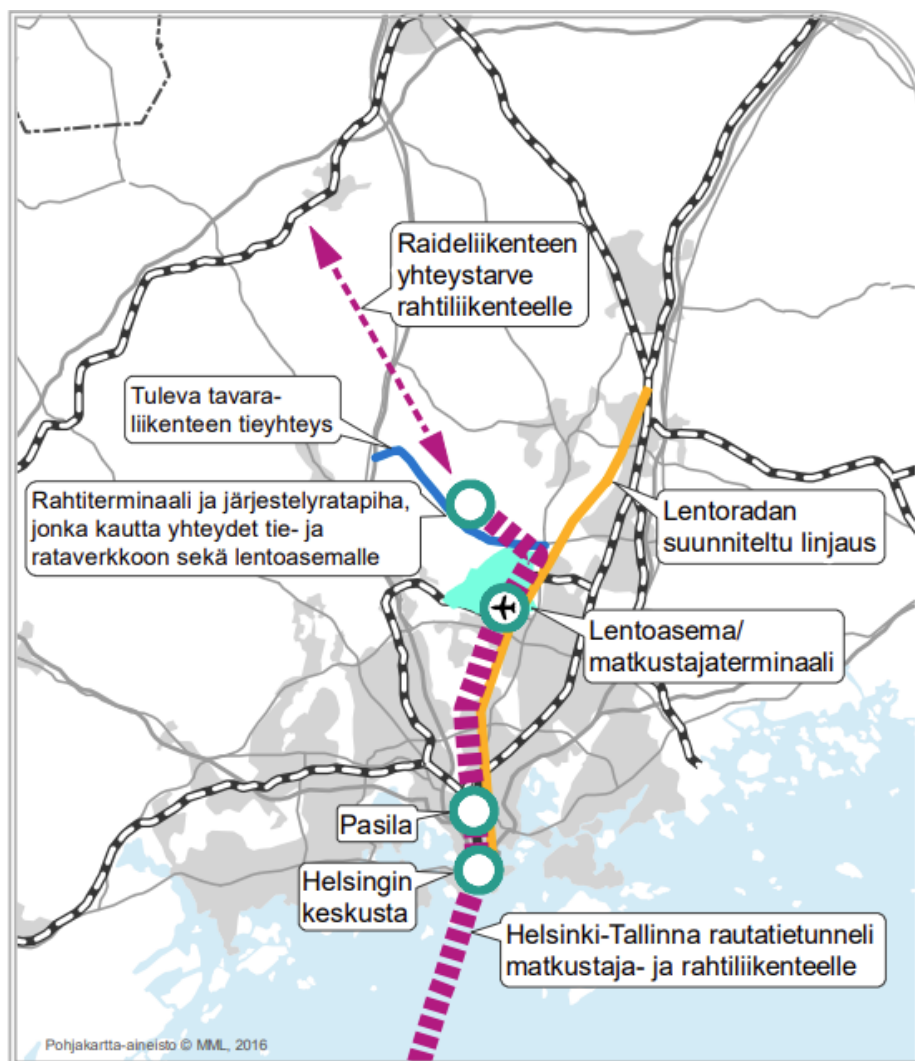 Raideliikenteen
yhteystarve
rahtiliikenteelle
Tuleva tavara-
liikenteen tieyhteys
Rahtiterminaali ja järjestelyratapiha,
jonka kautta yhteydet tie- ja
rataverkkoon sekä lentoasemalle
Lentoradan
suunniteltu linjaus
Lentoasema/
matkustajaterminaali
Pasila
Helsingin
keskusta
Helsinki-Tallinna rautatietunneli
matkustaja- ja rahtiliikenteelle
Pohjakartta-aineisto © MML, 2016